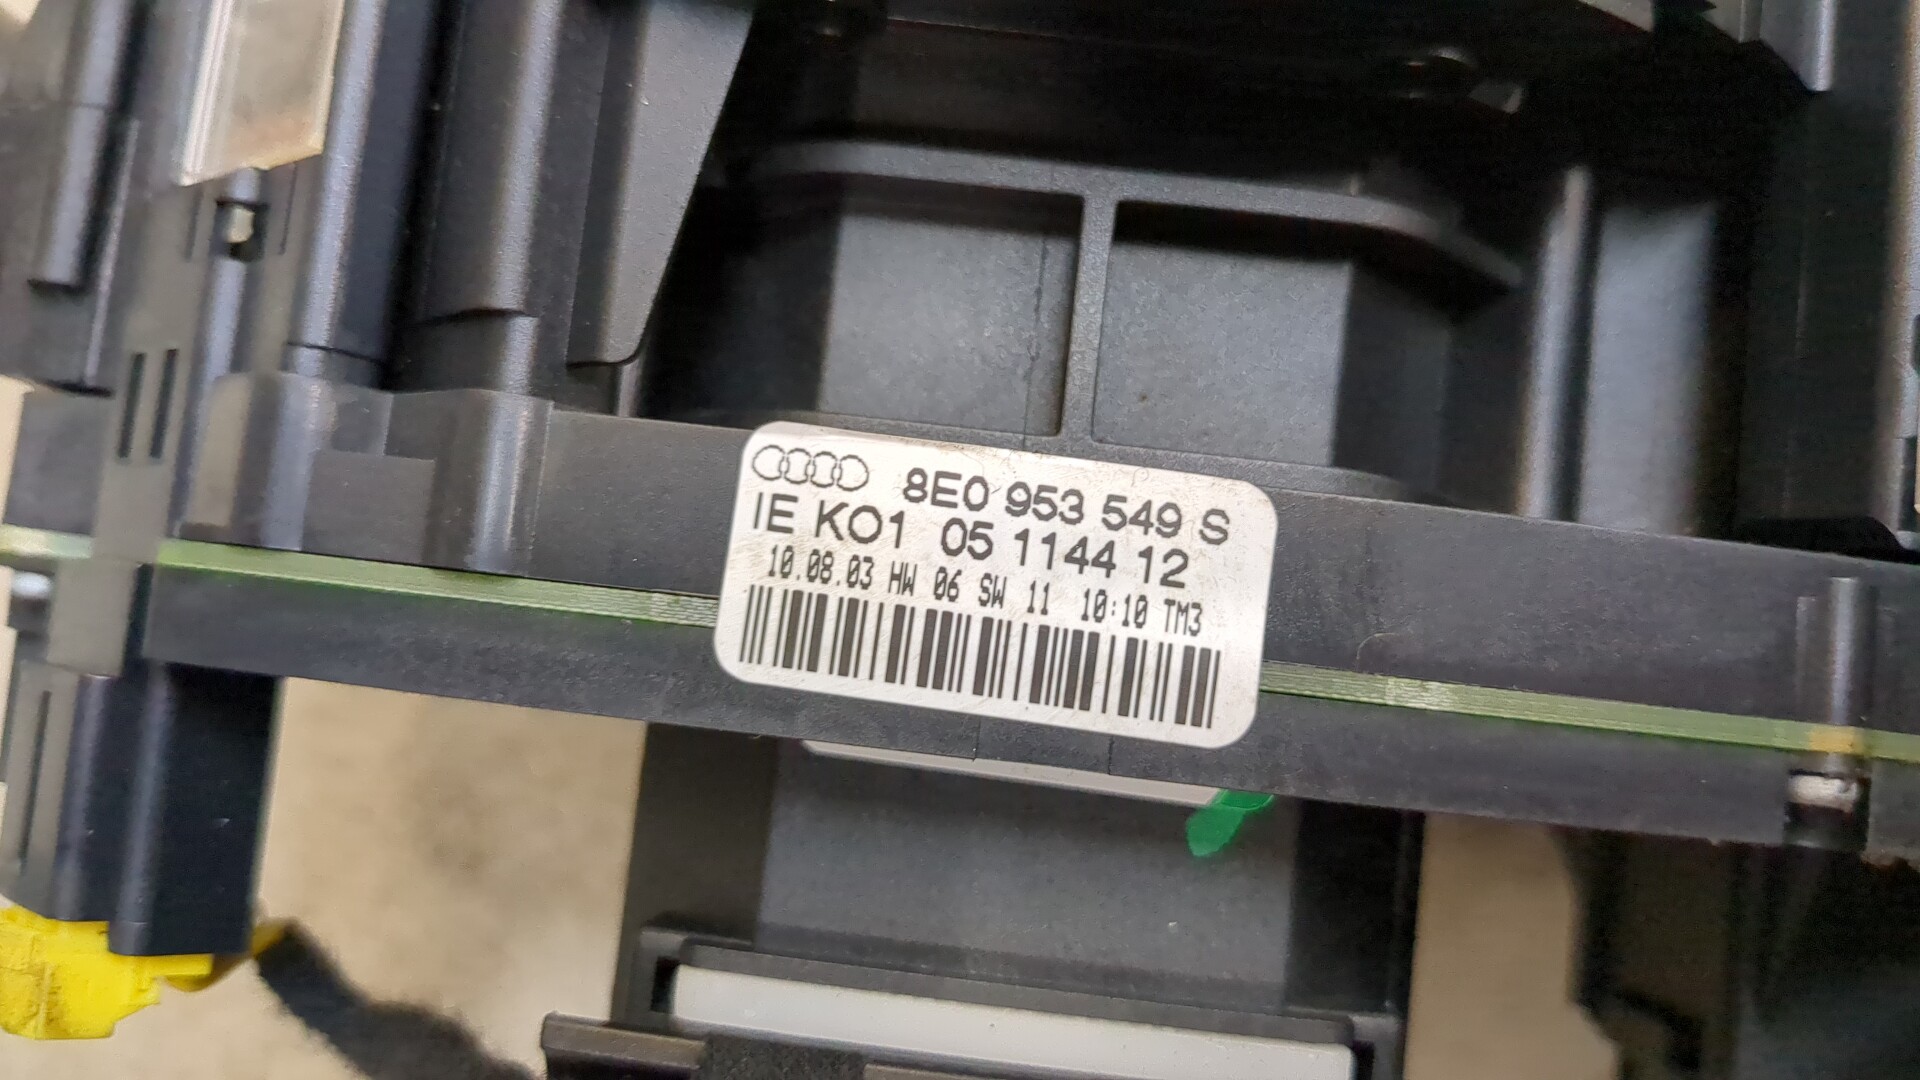 8E0 953 549 S
IE KO1 05 1144 12
10.08.03 HW 06 SW 11 10:10 TM3